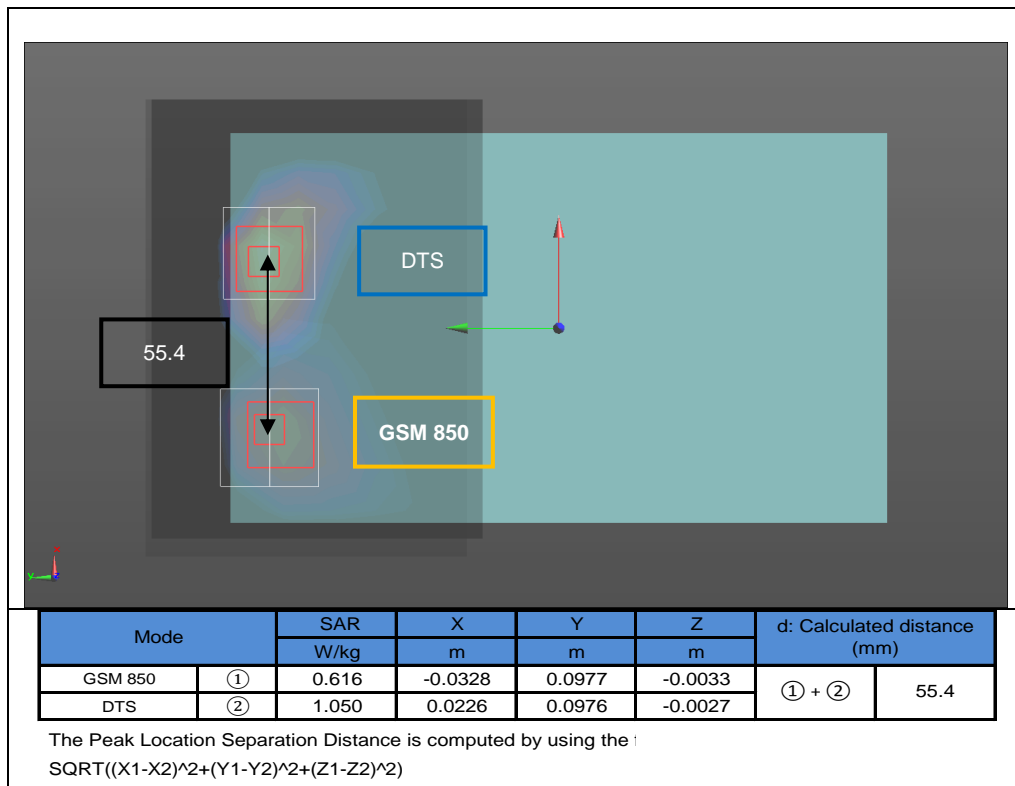 DTS
55.4
GSM 850
x
y
Mode SAR X Y Z d: Calculated distance (mm)
W/kg m m m
GSM 850 ① 0.616 -0.0328 0.0977 -0.0033 ① + ② 55.4
DTS ② 1.050 0.0226 0.0976 -0.0027
The Peak Location Separation Distance is computed by using the
SQRT((X1-X2)^2+(Y1-Y2)^2+(Z1-Z2)^2)